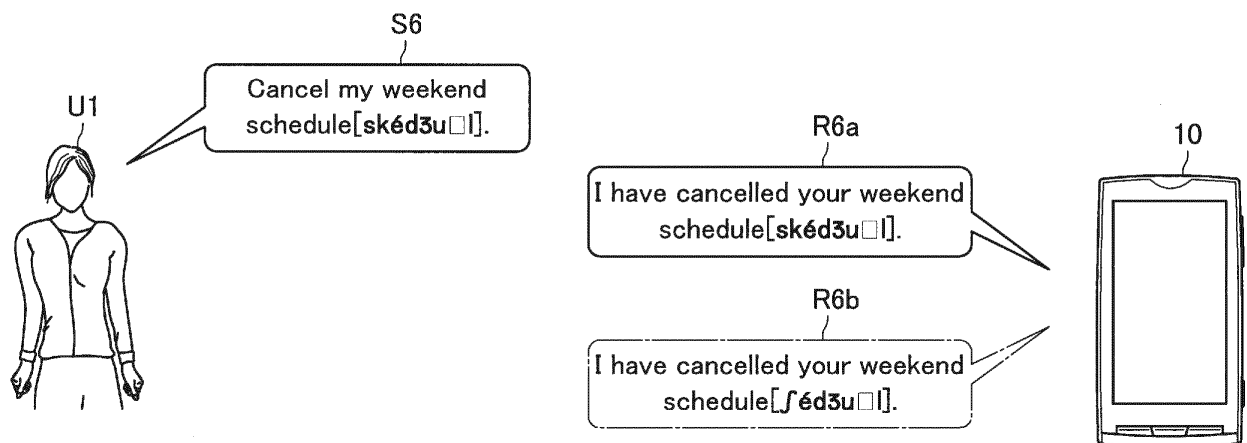 S6
Cancel my weekend
schedule[skédʒu□l].
U1
R6a
10
I have cancelled your weekend
schedule[skédʒu□l].
R6b
I have cancelled your weekend
schedule[ʃédʒu□l].